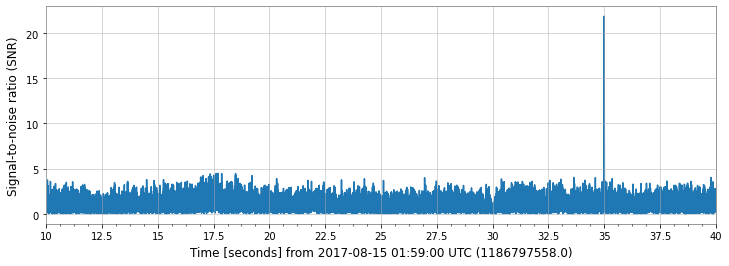 Signal-to-noise ratio (SNR)
20
15
10
5
0
10 12.5 15 17.5 20 22.5 25 27.5 30 32.5 35 37.5 40
Time [seconds] from 2017-08-15 01:59:00 UTC (1186797558.0)